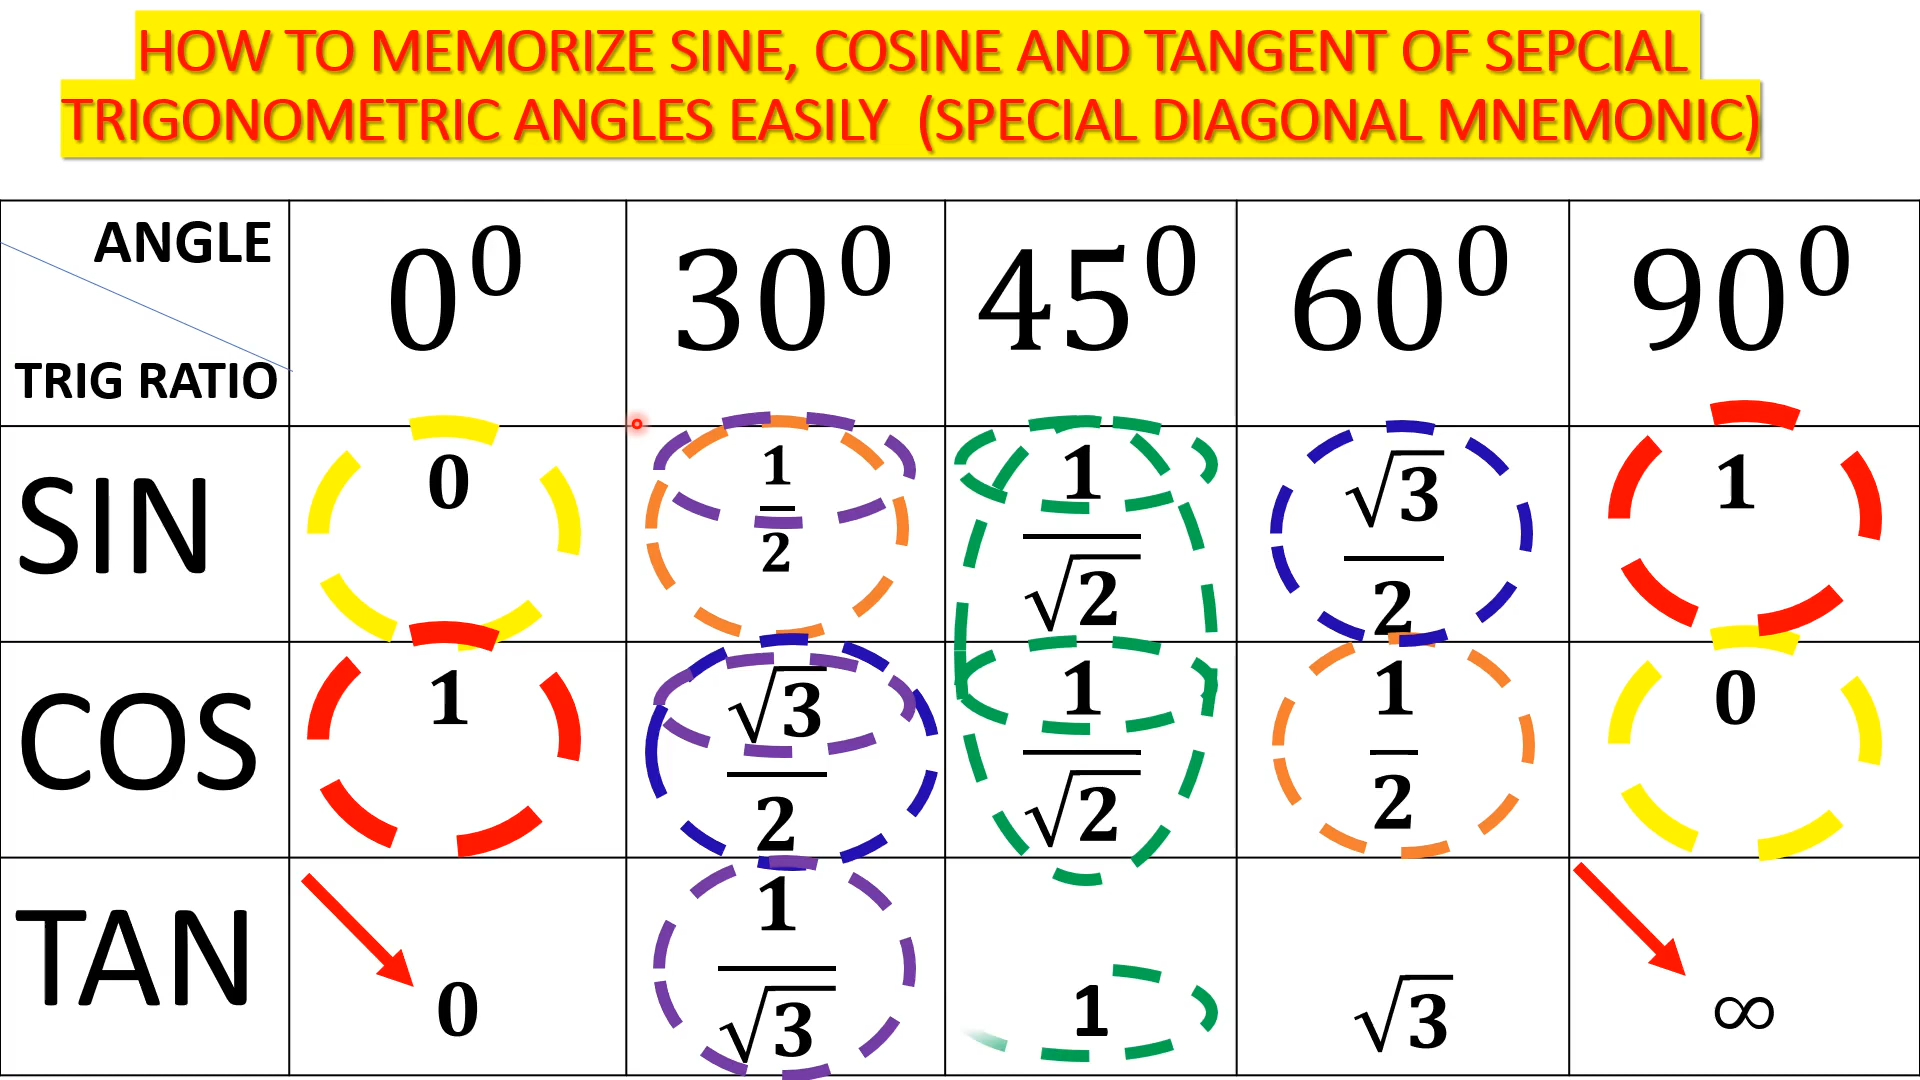 HOW TO MEMORIZE SINE, COSINE AND TANGENT OF SEPCIAL
TRIGONOMETRIC ANGLES EASILY (SPECIAL DIAGONAL MNEMONIC)
ANGLE
TRIG RATIO
0⁰ 30⁰ 45⁰ 60⁰ 90⁰
SIN 0 1/2 1/√2 √3/2 1
COS 1 √3/2 1/√2 1/2 0
TAN 0 1/√3 1 √3 ∞